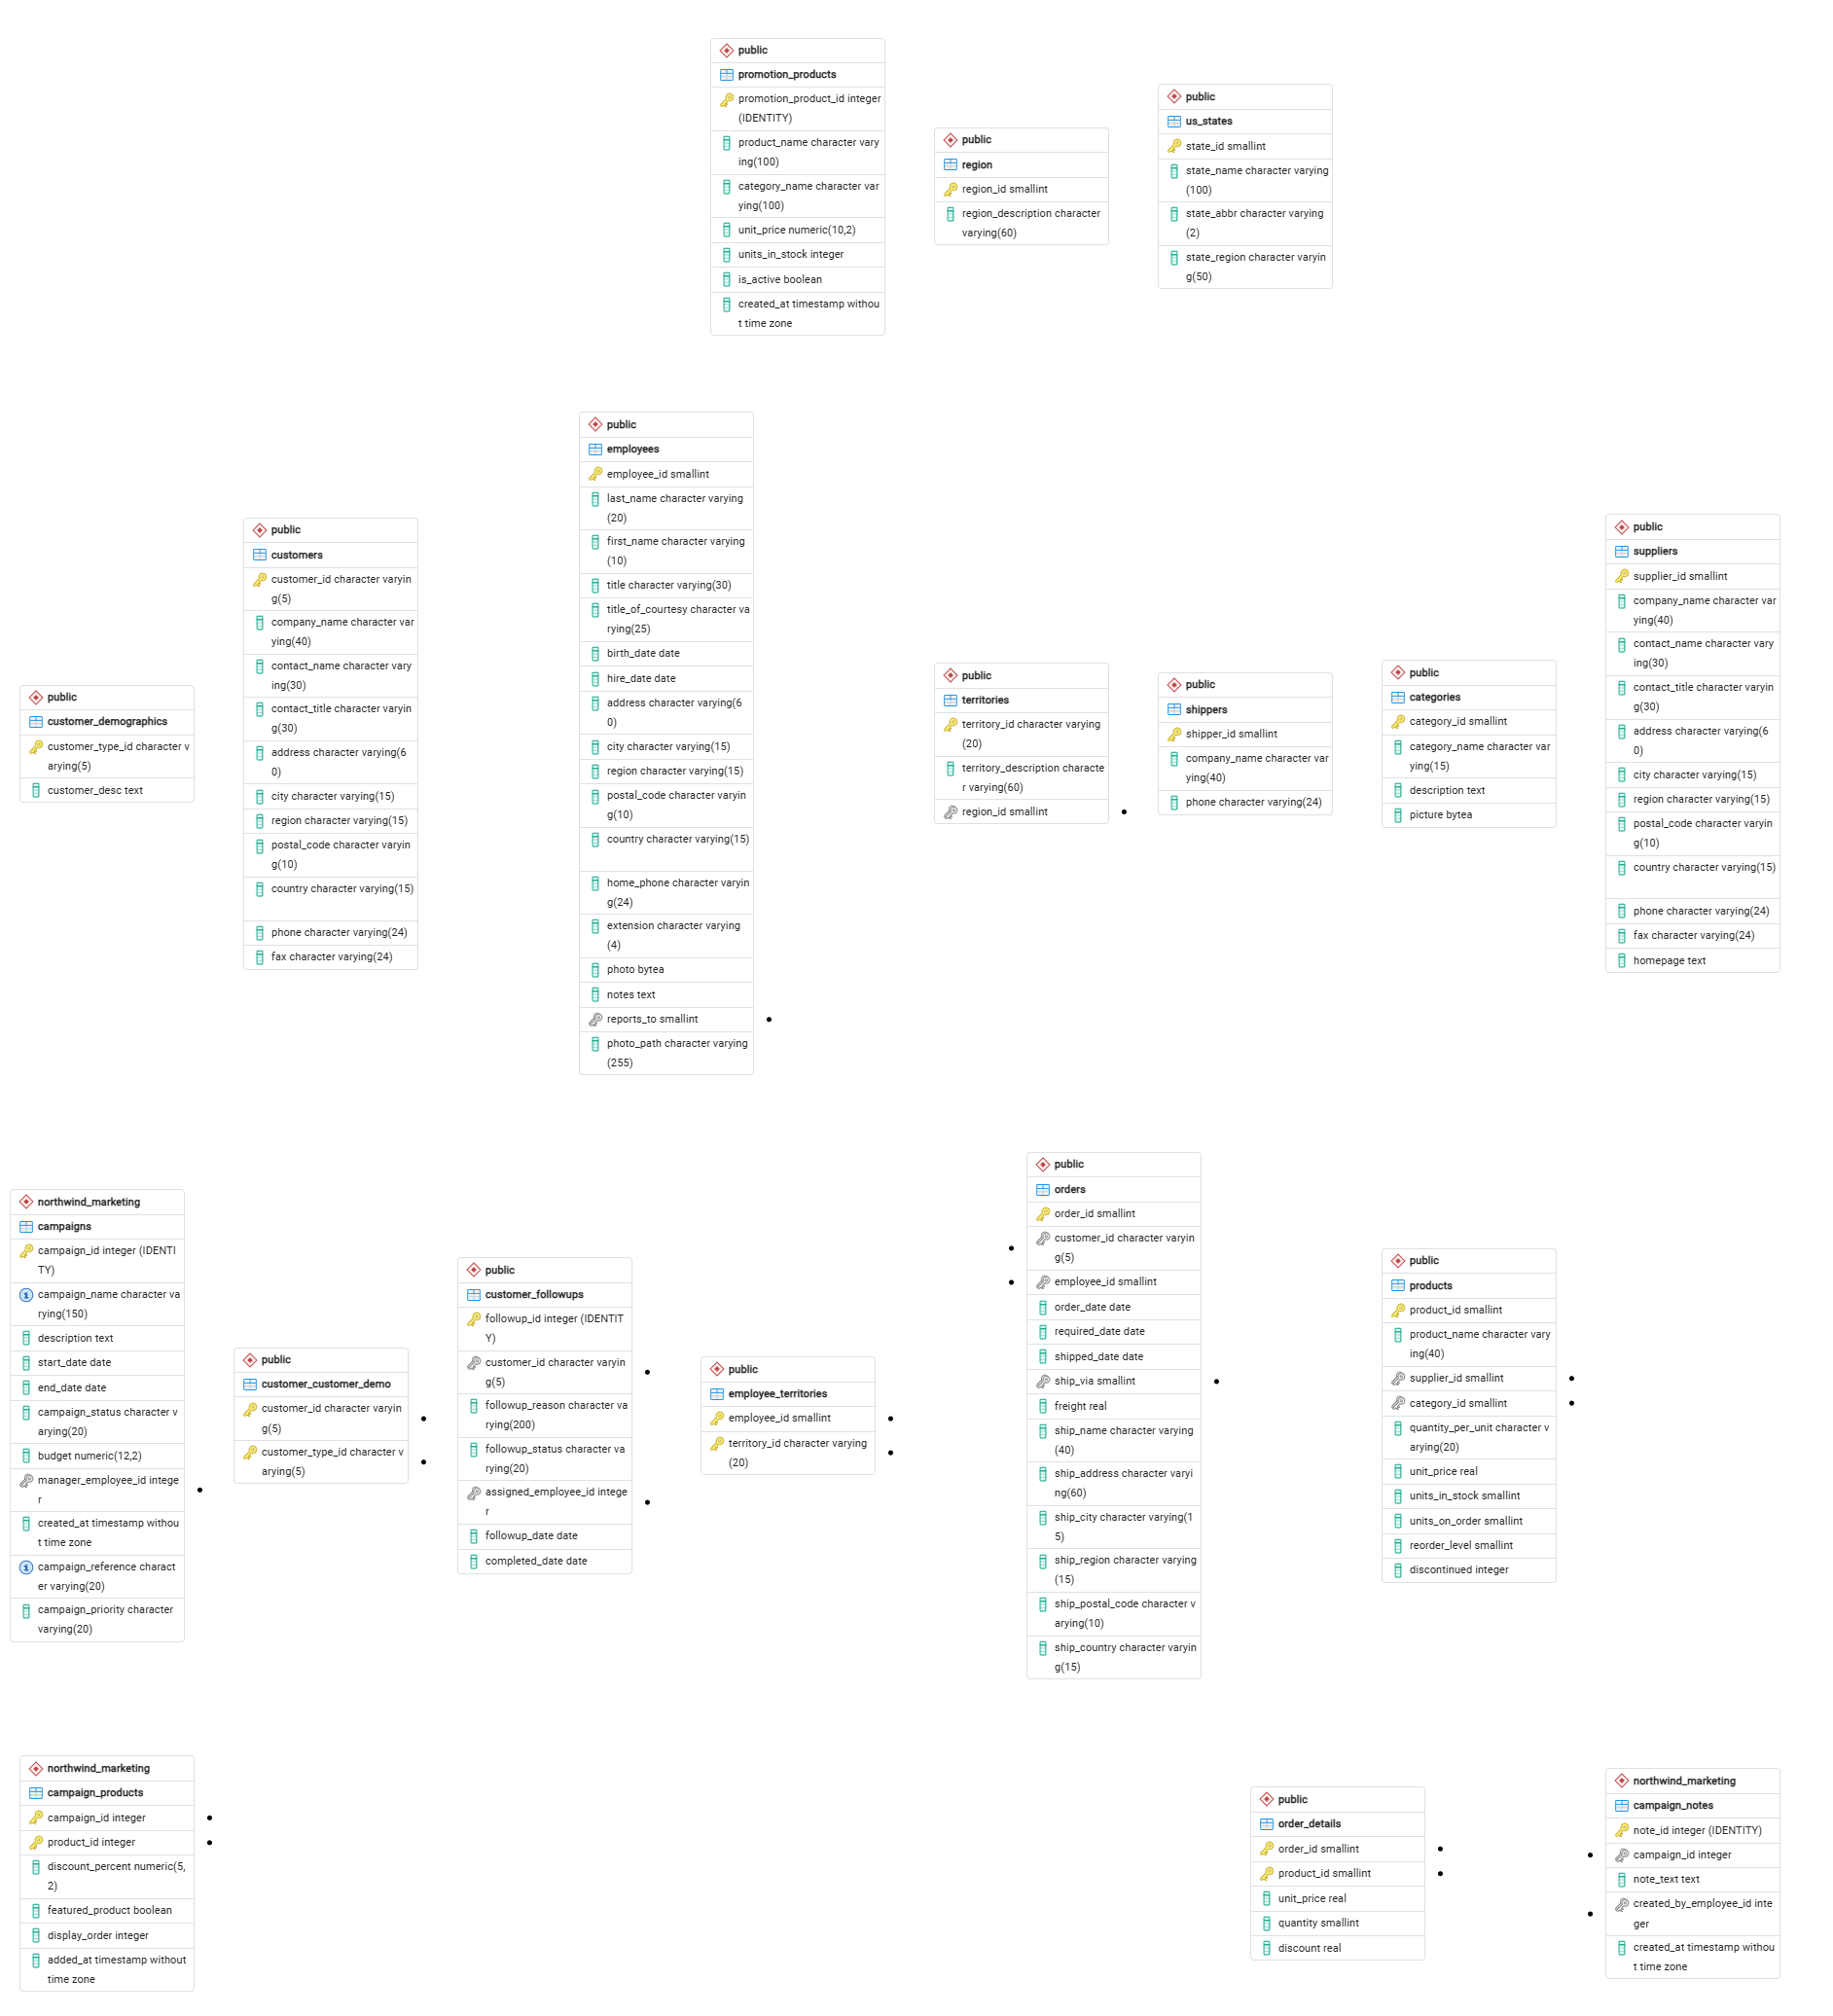 public
promotion_products
promotion_product_id integer
(IDENTITY)
product_name character vary
ing(100)
category_name character var
ying(100)
unit_price numeric(10,2)
units_in_stock integer
is_active boolean
created_at timestamp withou
t time zone
public
region
region_id smallint
region_description character
varying(60)
public
us_states
state_id smallint
state_name character varying
(100)
state_abbr character varying
(2)
state_region character varyin
g(50)
public
customer_demographics
customer_type_id character v
arying(5)
customer_desc text
public
customers
customer_id character varyin
g(5)
company_name character var
ying(40)
contact_name character vary
ing(30)
contact_title character varyin
g(30)
address character varying(6
0)
city character varying(15)
region character varying(15)
postal_code character varyin
g(10)
country character varying(15)
phone character varying(24)
fax character varying(24)
public
employees
employee_id smallint
last_name character varying
(20)
first_name character varying
(10)
title character varying(30)
title_of_courtesy character va
rying(25)
birth_date date
hire_date date
address character varying(6
0)
city character varying(15)
region character varying(15)
postal_code character varyin
g(10)
country character varying(15)
home_phone character varyin
g(24)
extension character varying
(4)
photo bytea
notes text
reports_to smallint
photo_path character varying
(255)
public
territories
territory_id character varying
(20)
territory_description characte
r varying(60)
region_id smallint
public
shippers
shipper_id smallint
company_name character var
ying(40)
phone character varying(24)
public
categories
category_id smallint
category_name character var
ying(15)
description text
picture bytea
public
suppliers
supplier_id smallint
company_name character var
ying(40)
contact_name character vary
ing(30)
contact_title character varyin
g(30)
address character varying(6
0)
city character varying(15)
region character varying(15)
postal_code character varyin
g(10)
country character varying(15)
phone character varying(24)
fax character varying(24)
homepage text
northwind_marketing
campaigns
campaign_id integer (IDENTI
TY)
campaign_name character va
rying(150)
description text
start_date date
end_date date
campaign_status character v
arying(20)
budget numeric(12,2)
manager_employee_id intege
r
created_at timestamp withou
t time zone
campaign_reference charact
er varying(20)
campaign_priority character
varying(20)
public
customer_customer_demo
customer_id character varyin
g(5)
customer_type_id character v
arying(5)
public
customer_followups
followup_id integer (IDENTIT
Y)
customer_id character varyin
g(5)
followup_reason character va
rying(200)
followup_status character va
rying(20)
assigned_employee_id intege
r
followup_date date
completed_date date
public
employee_territories
employee_id smallint
territory_id character varying
(20)
public
orders
order_id smallint
customer_id character varyin
g(5)
employee_id smallint
order_date date
required_date date
shipped_date date
ship_via smallint
freight real
ship_name character varying
(40)
ship_address character varyi
ng(60)
ship_city character varying(1
5)
ship_region character varying
(15)
ship_postal_code character v
arying(10)
ship_country character varyin
g(15)
public
products
product_id smallint
product_name character vary
ing(40)
supplier_id smallint
category_id smallint
quantity_per_unit character v
arying(20)
unit_price real
units_in_stock smallint
units_on_order smallint
reorder_level smallint
discontinued integer
northwind_marketing
campaign_products
campaign_id integer
product_id integer
discount_percent numeric(5,
2)
featured_product boolean
display_order integer
added_at timestamp without
time zone
public
order_details
order_id smallint
product_id smallint
unit_price real
quantity smallint
discount real
northwind_marketing
campaign_notes
note_id integer (IDENTITY)
campaign_id integer
note_text text
created_by_employee_id inte
ger
created_at timestamp withou
t time zone